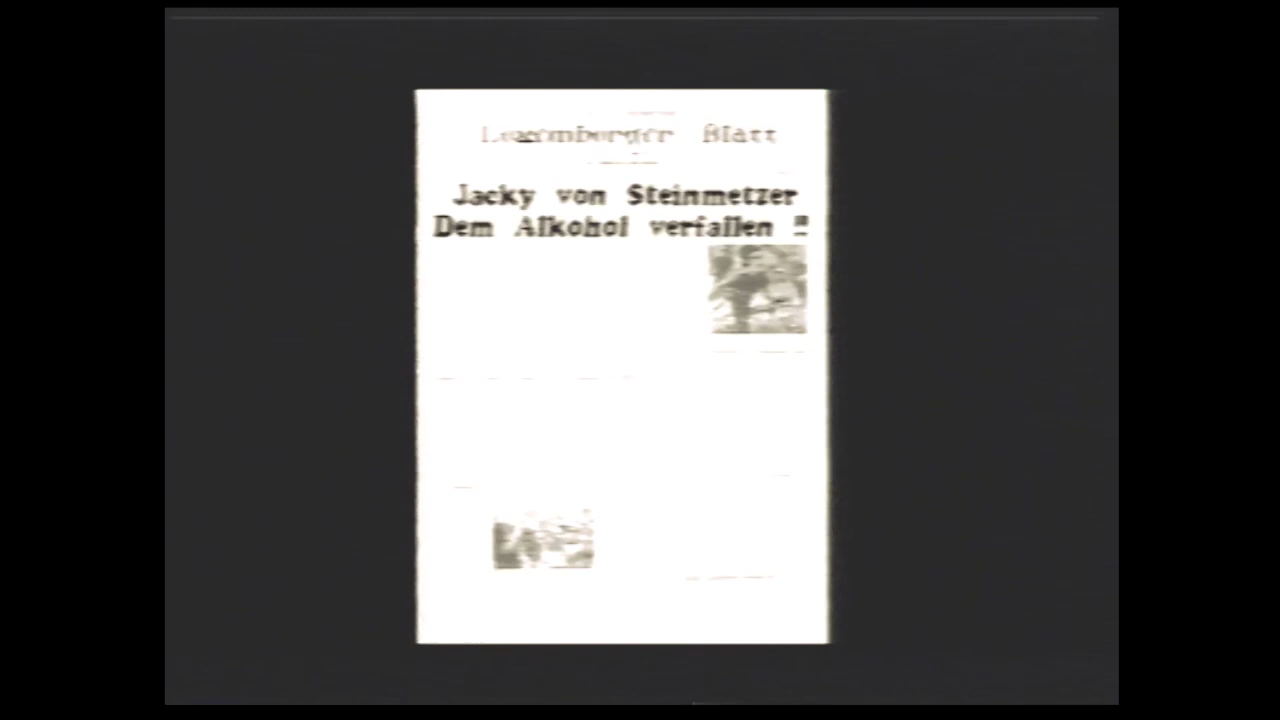 Luxemburger Blatt
Jacky von Steinmetzer
Dem Alkohol verfallen !!